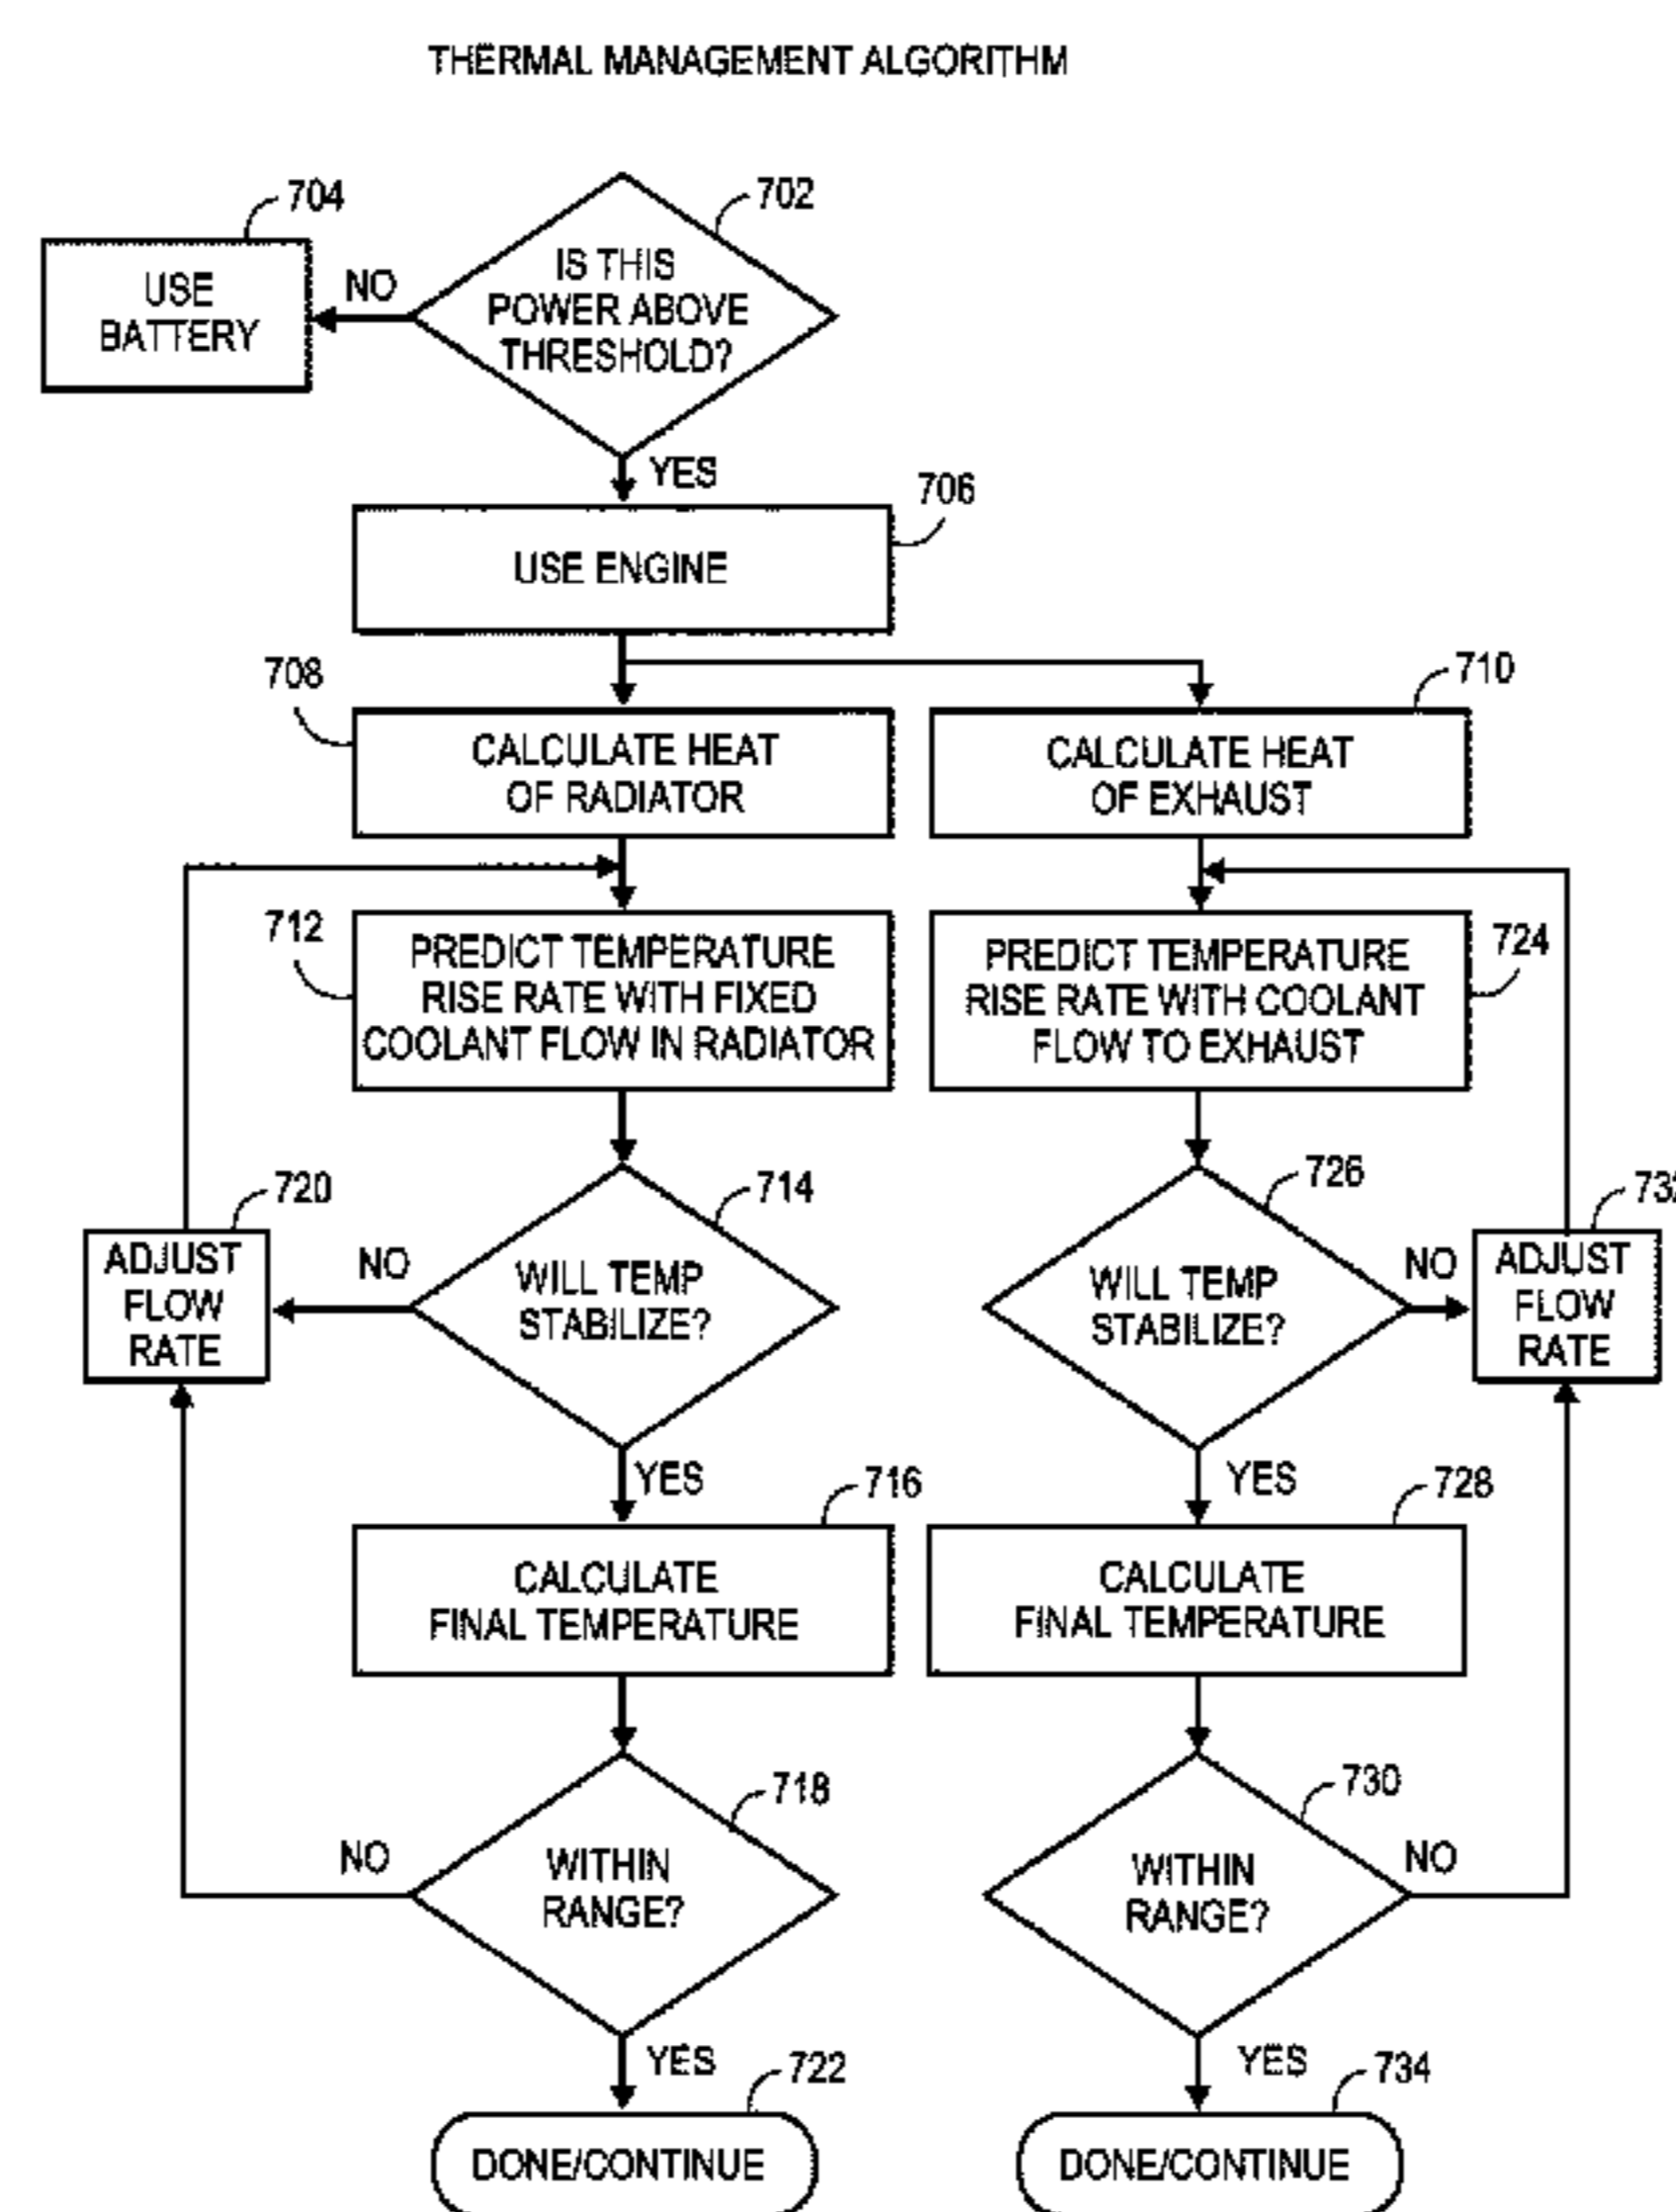 THERMAL MANAGEMENT ALGORITHM
704
702
USE
BATTERY
NO
IS THIS
POWER ABOVE
THRESHOLD?
YES
706
USE ENGINE
708
710
CALCULATE HEAT
OF RADIATOR
CALCULATE HEAT
OF EXHAUST
712
PREDICT TEMPERATURE
RISE RATE WITH FIXED
COOLANT FLOW IN RADIATOR
PREDICT TEMPERATURE
RISE RATE WITH COOLANT
FLOW TO EXHAUST
724
720
714
726
ADJUST
FLOW
RATE
NO
WILL TEMP
STABILIZE?
WILL TEMP
STABILIZE?
NO
ADJUST
FLOW
RATE
YES
716
YES
728
CALCULATE
FINAL TEMPERATURE
CALCULATE
FINAL TEMPERATURE
718
730
NO
WITHIN
RANGE?
WITHIN
RANGE?
NO
YES
722
YES
734
DONE/CONTINUE
DONE/CONTINUE